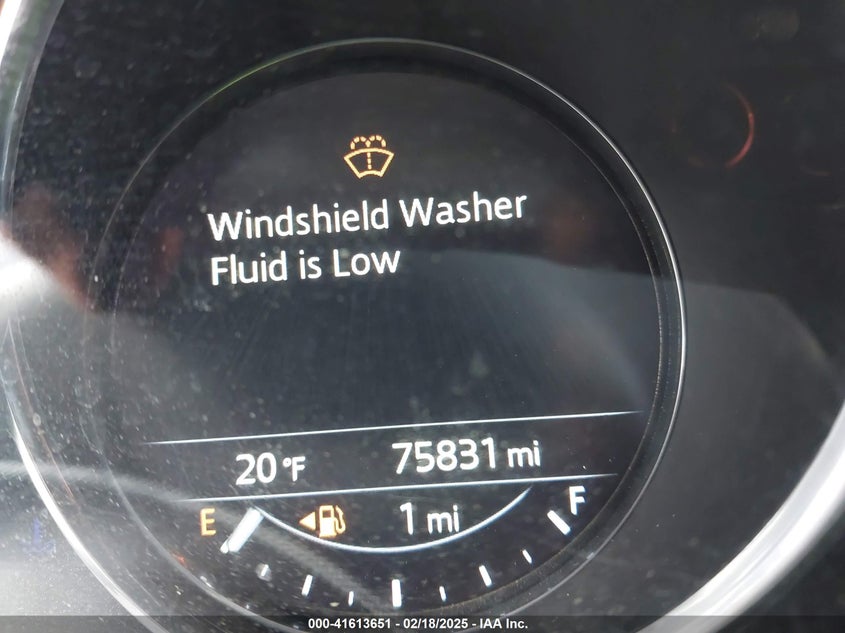 Windshield Washer
Fluid is Low
20 °F 75831 mi
E 1 mi F
000-41613651 - 02/18/2025 - IAA Inc.